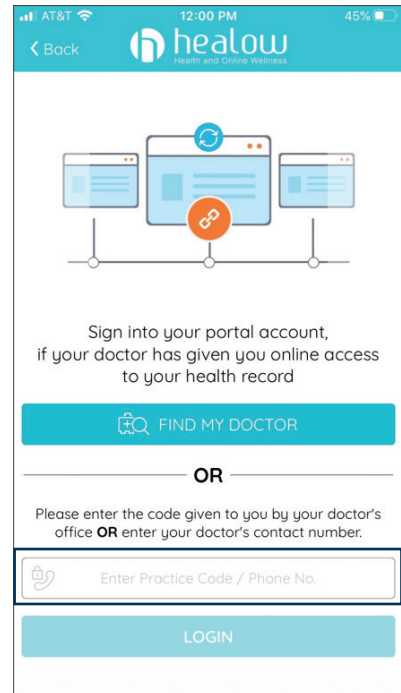 AT&T 12:00 PM 45%
Back healow
Health and Online Wellness
Sign into your portal account,
if your doctor has given you online access
to your health record
FIND MY DOCTOR
OR
Please enter the code given to you by your doctor's
office OR enter your doctor's contact number.
Enter Practice Code / Phone No.
LOGIN